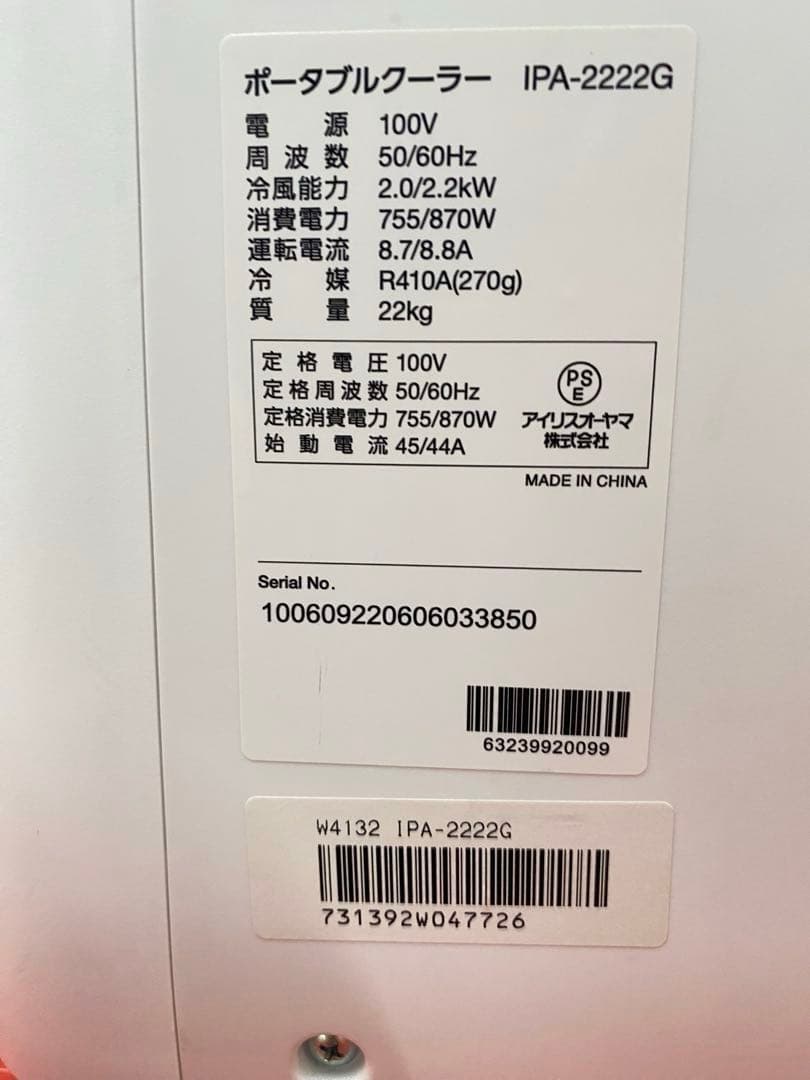 ポータブルクーラー IPA-2222G
電源 100V
周波数 50/60Hz
冷風能力 2.0/2.2kW
消費電力 755/870W
運転電流 8.7/8.8A
冷媒 R410A(270g)
質量 22kg
定格電圧 100V
定格周波数 50/60Hz
定格消費電力 755/870W
始動電流 45/44A
PS
E
アイリスオーヤマ
株式会社
MADE IN CHINA
Serial No.
100609220606033850
63239920099
W4132 IPA-2222G
731392W047726